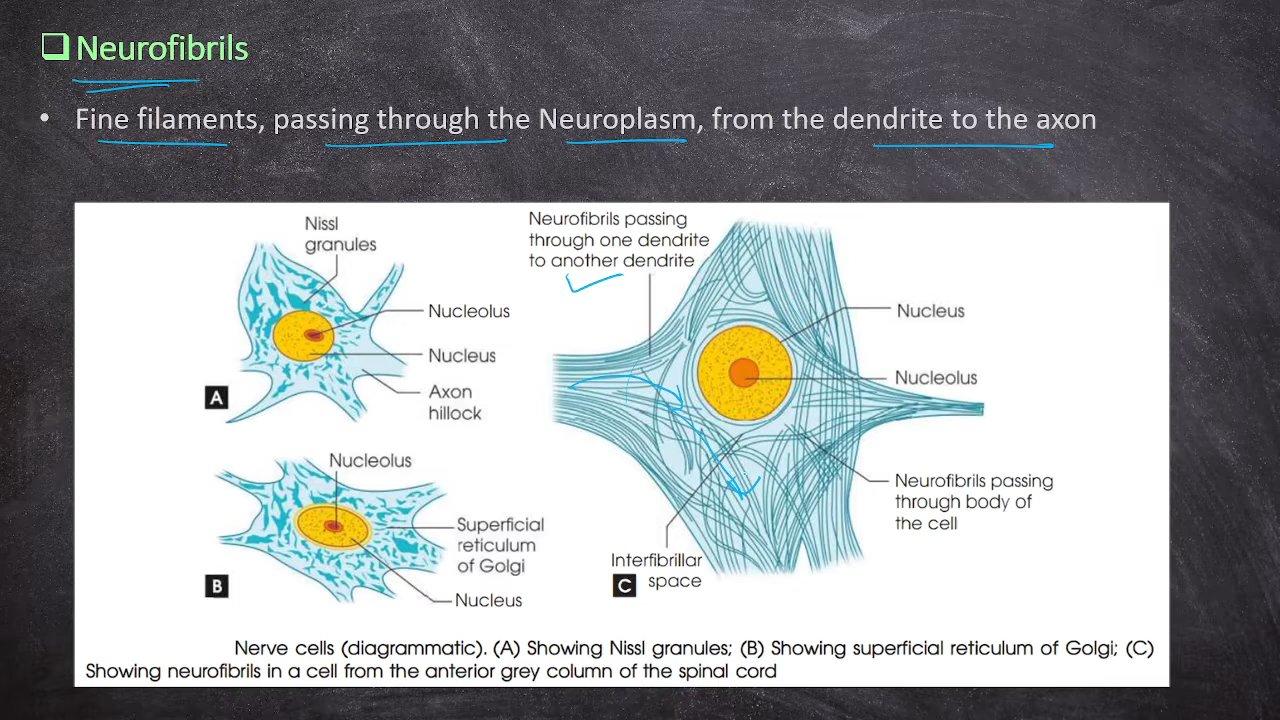 Neurofibrils
• Fine filaments, passing through the Neuroplasm, from the dendrite to the axon
Nissl
granules
Nucleolus
Nucleus
Axon
hillock
A
Nucleolus
Superficial
reticulum
of Golgi
Nucleus
B
Neurofibrils passing
through one dendrite
to another dendrite
Nucleus
Nucleolus
Neurofibrils passing
through body of
the cell
Interfibrillar
space
C
Nerve cells (diagrammatic). (A) Showing Nissl granules; (B) Showing superficial reticulum of Golgi; (C)
Showing neurofibrils in a cell from the anterior grey column of the spinal cord